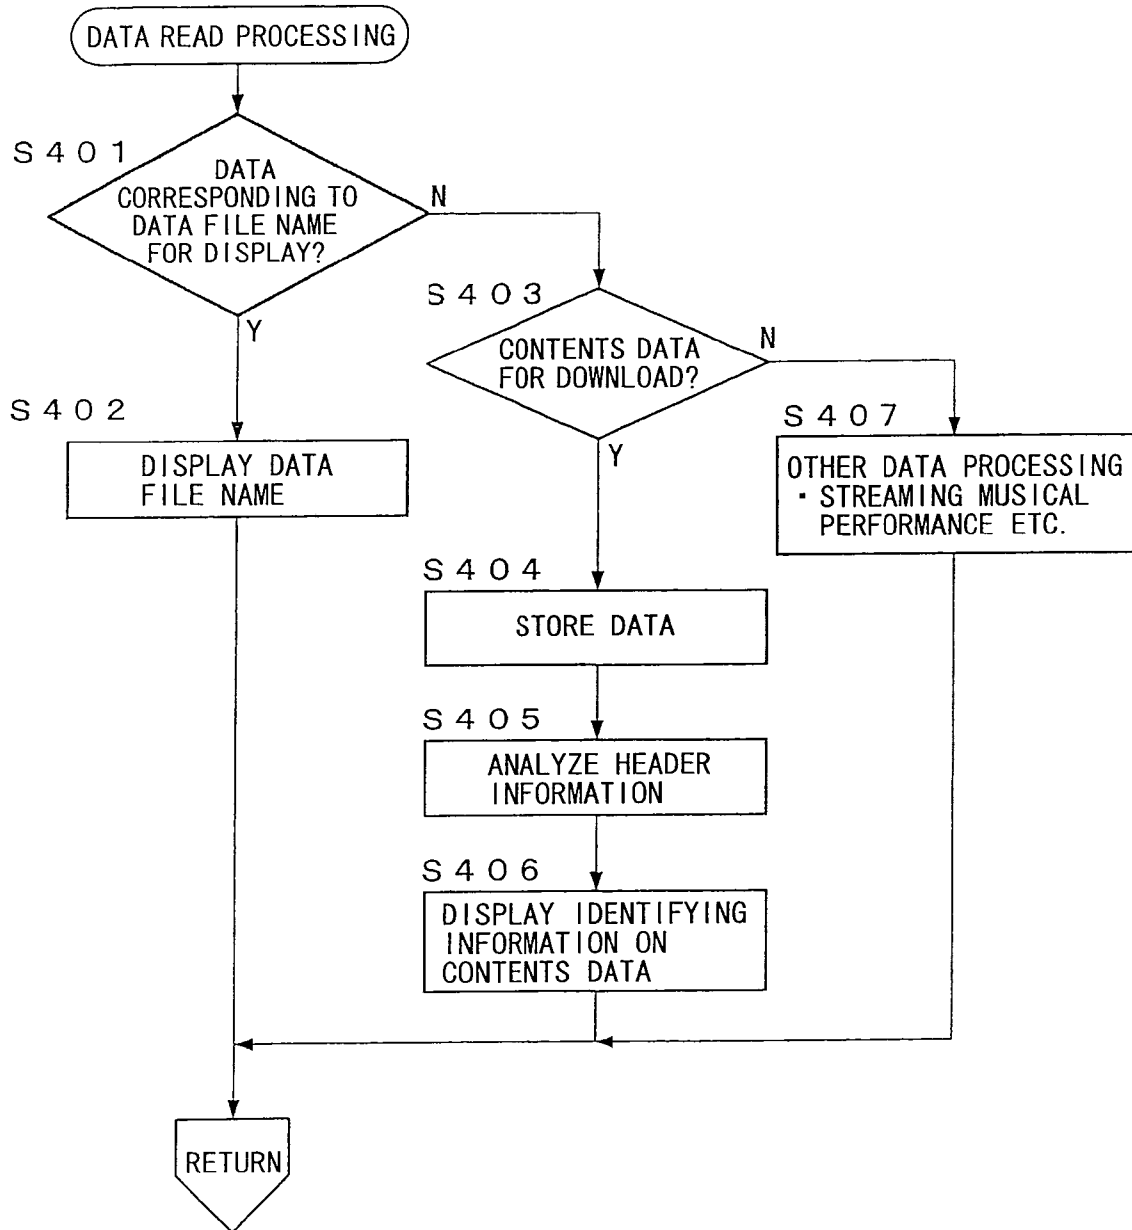 DATA READ PROCESSING
S401
DATA
CORRESPONDING TO
DATA FILE NAME
FOR DISPLAY?
N
Y
S402
DISPLAY DATA
FILE NAME
S403
CONTENTS DATA
FOR DOWNLOAD?
N
Y
S407
OTHER DATA PROCESSING
・STREAMING MUSICAL
PERFORMANCE ETC.
S404
STORE DATA
S405
ANALYZE HEADER
INFORMATION
S406
DISPLAY IDENTIFYING
INFORMATION ON
CONTENTS DATA
RETURN